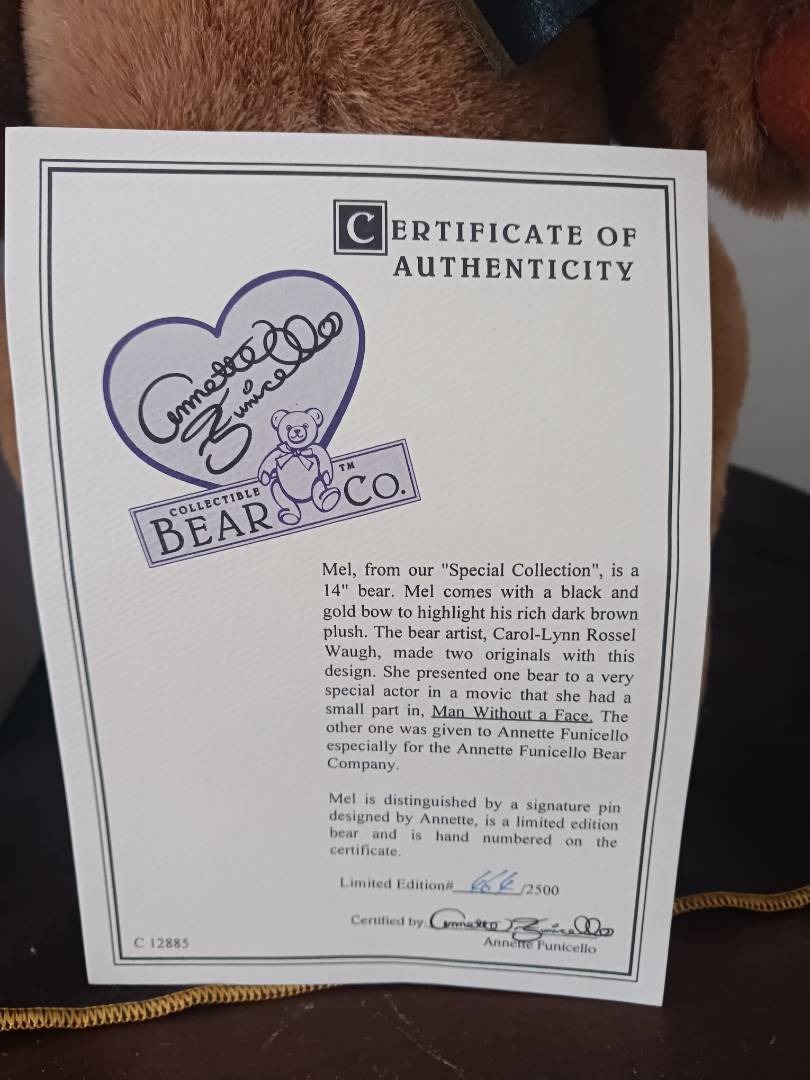 CERTIFICATE OF
AUTHENTICITY
Annette
Funicello
COLLECTIBLE
BEAR CO.™
Mel, from our "Special Collection", is a
14" bear. Mel comes with a black and
gold bow to highlight his rich dark brown
plush. The bear artist, Carol-Lynn Rossel
Waugh, made two originals with this
design. She presented one bear to a very
special actor in a movic that she had a
small part in, Man Without a Face. The
other one was given to Annette Funicello
especially for the Annette Funicello Bear
Company.
Mel is distinguished by a signature pin
designed by Annette, is a limited edition
bear and is hand numbered on the
certificate.
Limited Edition# /2500
Certified by: Annette Funicello
Annette Funicello
C 12885